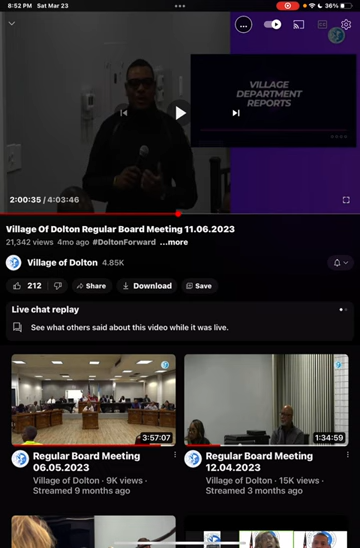 8:52 PM Sat Mar 23
36%
VILLAGE
DEPARTMENT
REPORTS
2:00:35 / 4:03:46
Village Of Dolton Regular Board Meeting 11.06.2023
21,342 views 4mo ago #DoltonForward ...more
Village of Dolton 4.85K
212 Share Download Save
Live chat replay
See what others said about this video while it was live.
3:57:07
Regular Board Meeting
06.05.2023
Village of Dolton · 9K views ·
Streamed 9 months ago
1:34:59
Regular Board Meeting
12.04.2023
Village of Dolton · 15K views ·
Streamed 3 months ago